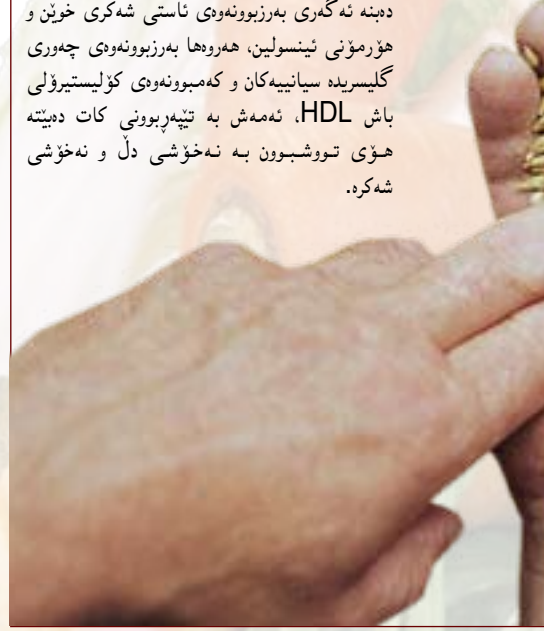 دەبنە ئەگەری بەرزبوونەوەی ئاستی شەکری خوێن و
هۆرمۆنی ئینسولین، هەروەها بەرزبوونەوەی چەوری
گلیسریدە سیانییەکان و کەمبوونەوەی کۆلیستیرۆلی
باش HDL، ئەمەش بە تێپەڕبوونی کات دەبێتە
هۆی تووشبوون بە نەخۆشی دڵ و نەخۆشی
شەکرە.